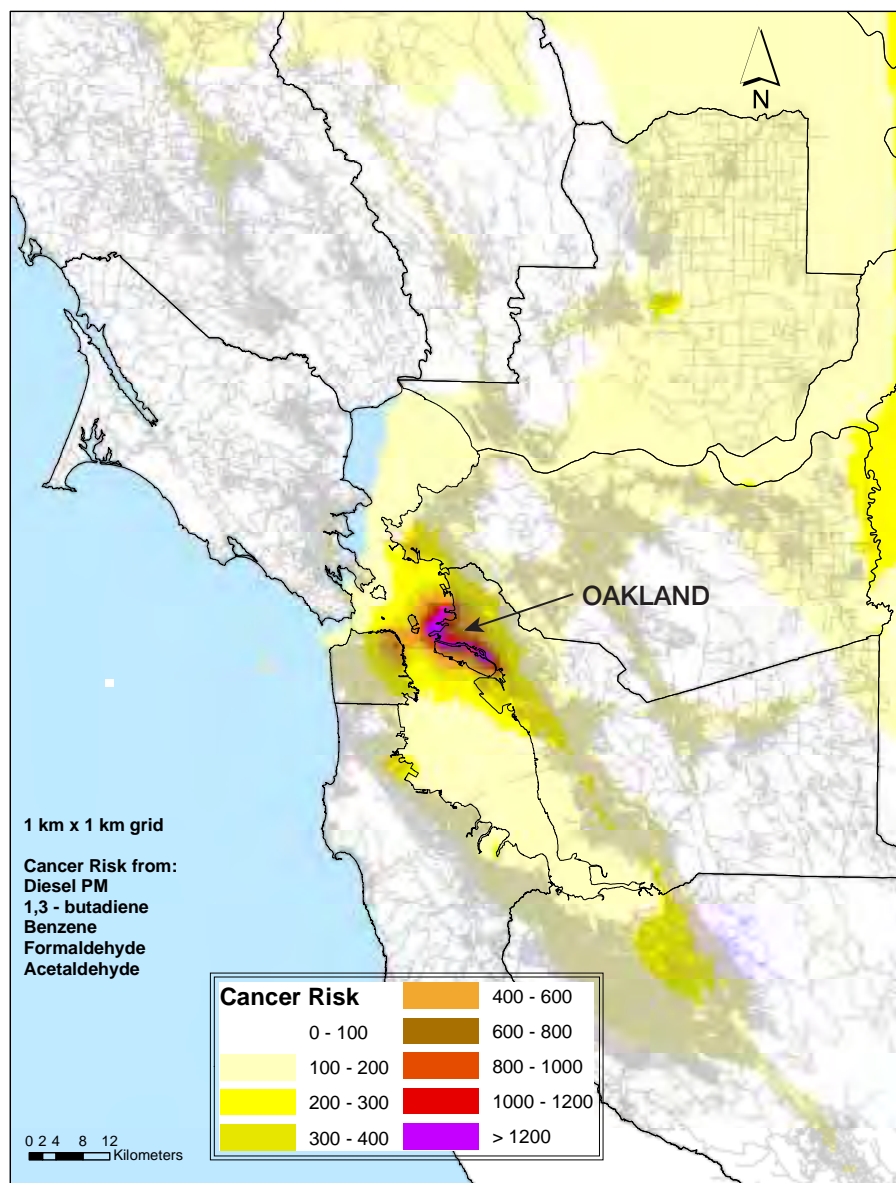 N
OAKLAND
1 km x 1 km grid
Cancer Risk from:
Diesel PM
1,3 - butadiene
Benzene
Formaldehyde
Acetaldehyde
Cancer Risk
0 - 100
100 - 200
200 - 300
300 - 400
400 - 600
600 - 800
800 - 1000
1000 - 1200
> 1200
0 2 4 8 12
Kilometers